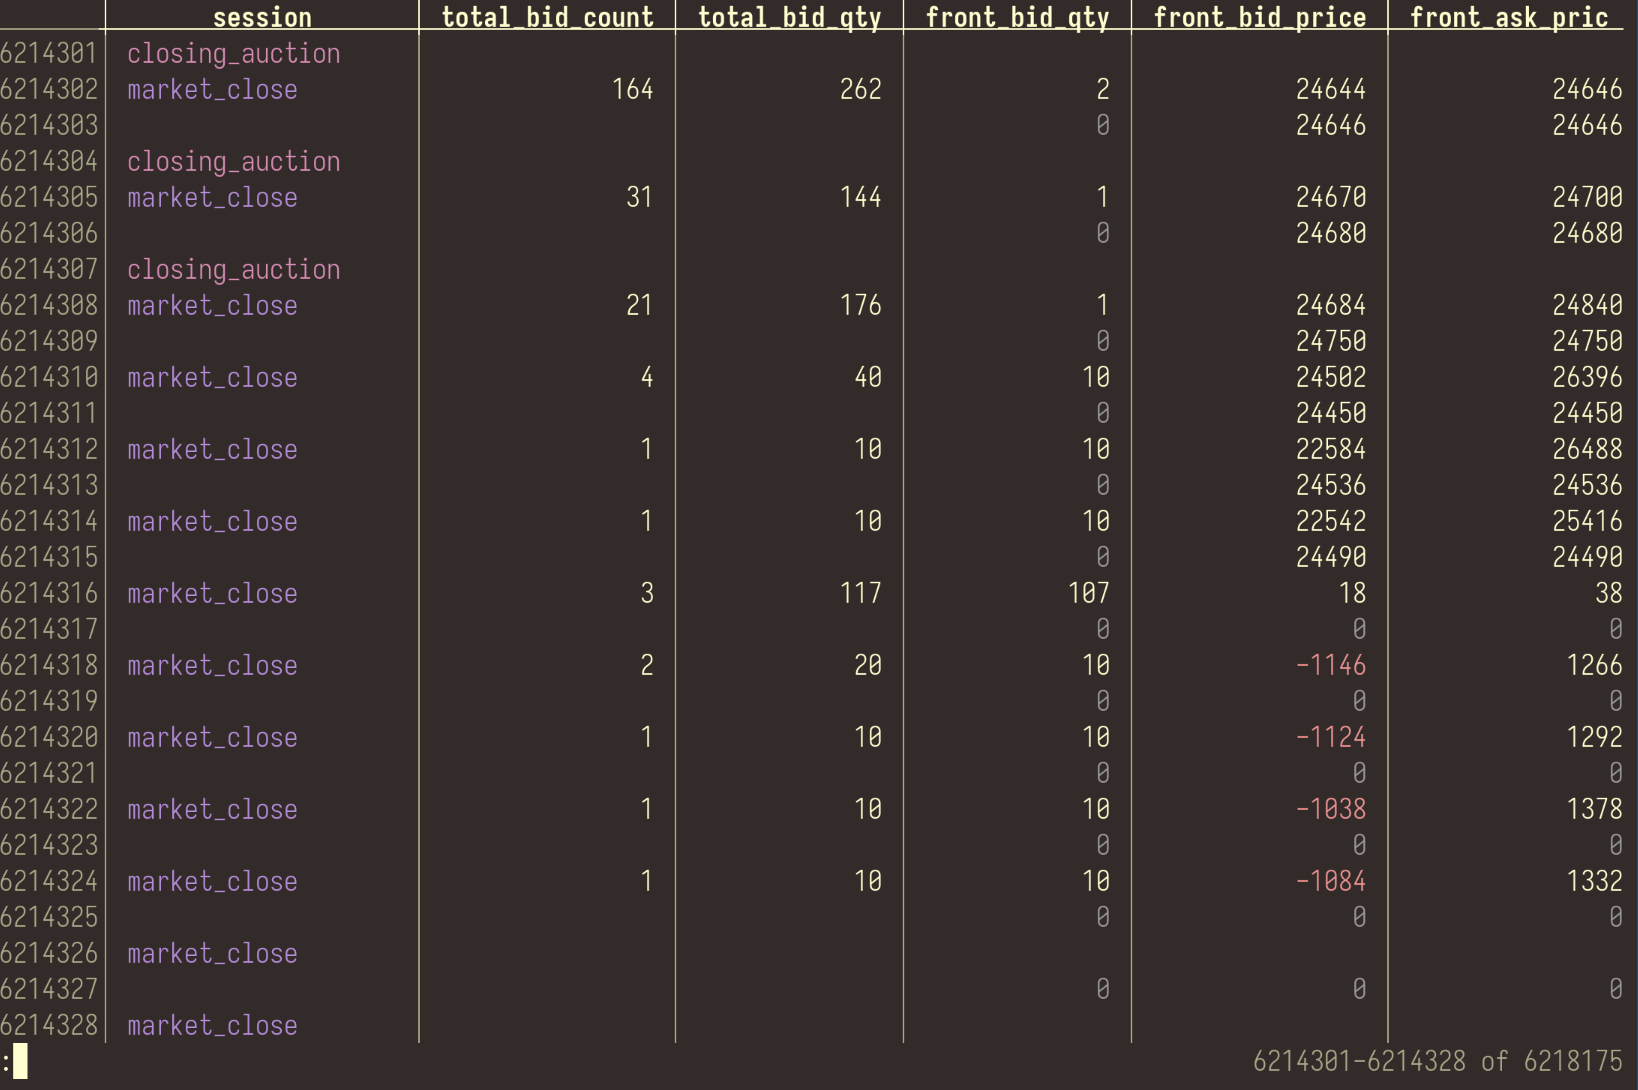 session total_bid_count total_bid_qty front_bid_qty front_bid_price front_ask_pric
6214301 closing_auction
6214302 market_close 164 262 2 24644 24646
6214303 0 24646 24646
6214304 closing_auction
6214305 market_close 31 144 1 24670 24700
6214306 0 24680 24680
6214307 closing_auction
6214308 market_close 21 176 1 24684 24840
6214309 0 24750 24750
6214310 market_close 4 40 10 24502 26396
6214311 0 24450 24450
6214312 market_close 1 10 10 22584 26488
6214313 0 24536 24536
6214314 market_close 1 10 10 22542 25416
6214315 0 24490 24490
6214316 market_close 3 117 107 18 38
6214317 0 0 0
6214318 market_close 2 20 10 -1146 1266
6214319 0 0 0
6214320 market_close 1 10 10 -1124 1292
6214321 0 0 0
6214322 market_close 1 10 10 -1038 1378
6214323 0 0 0
6214324 market_close 1 10 10 -1084 1332
6214325 0 0 0
6214326 market_close
6214327 0 0 0
6214328 market_close
: 6214301-6214328 of 6218175